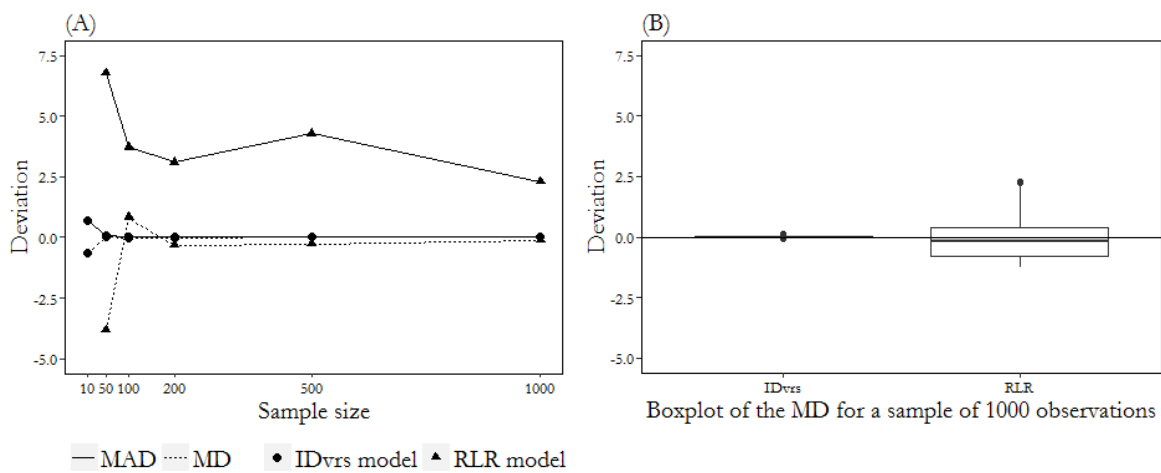 (A)
7.5
5.0
2.5
0.0
-2.5
-5.0
Deviation
10 50 100 200 500 1000
Sample size
MAD MD IDvrs model RLR model
(B)
7.5
5.0
2.5
0.0
-2.5
-5.0
Deviation
IDvrs RLR
Boxplot of the MD for a sample of 1000 observations